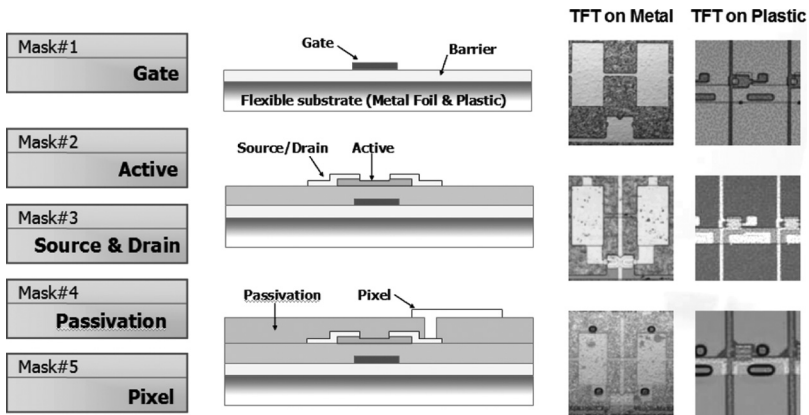 TFT on Metal
TFT on Plastic
Mask#1
Gate
Gate
Barrier
Flexible substrate (Metal Foil & Plastic)
Mask#2
Active
Source/Drain
Active
Mask#3
Source & Drain
Mask#4
Passivation
Passivation
Pixel
Mask#5
Pixel